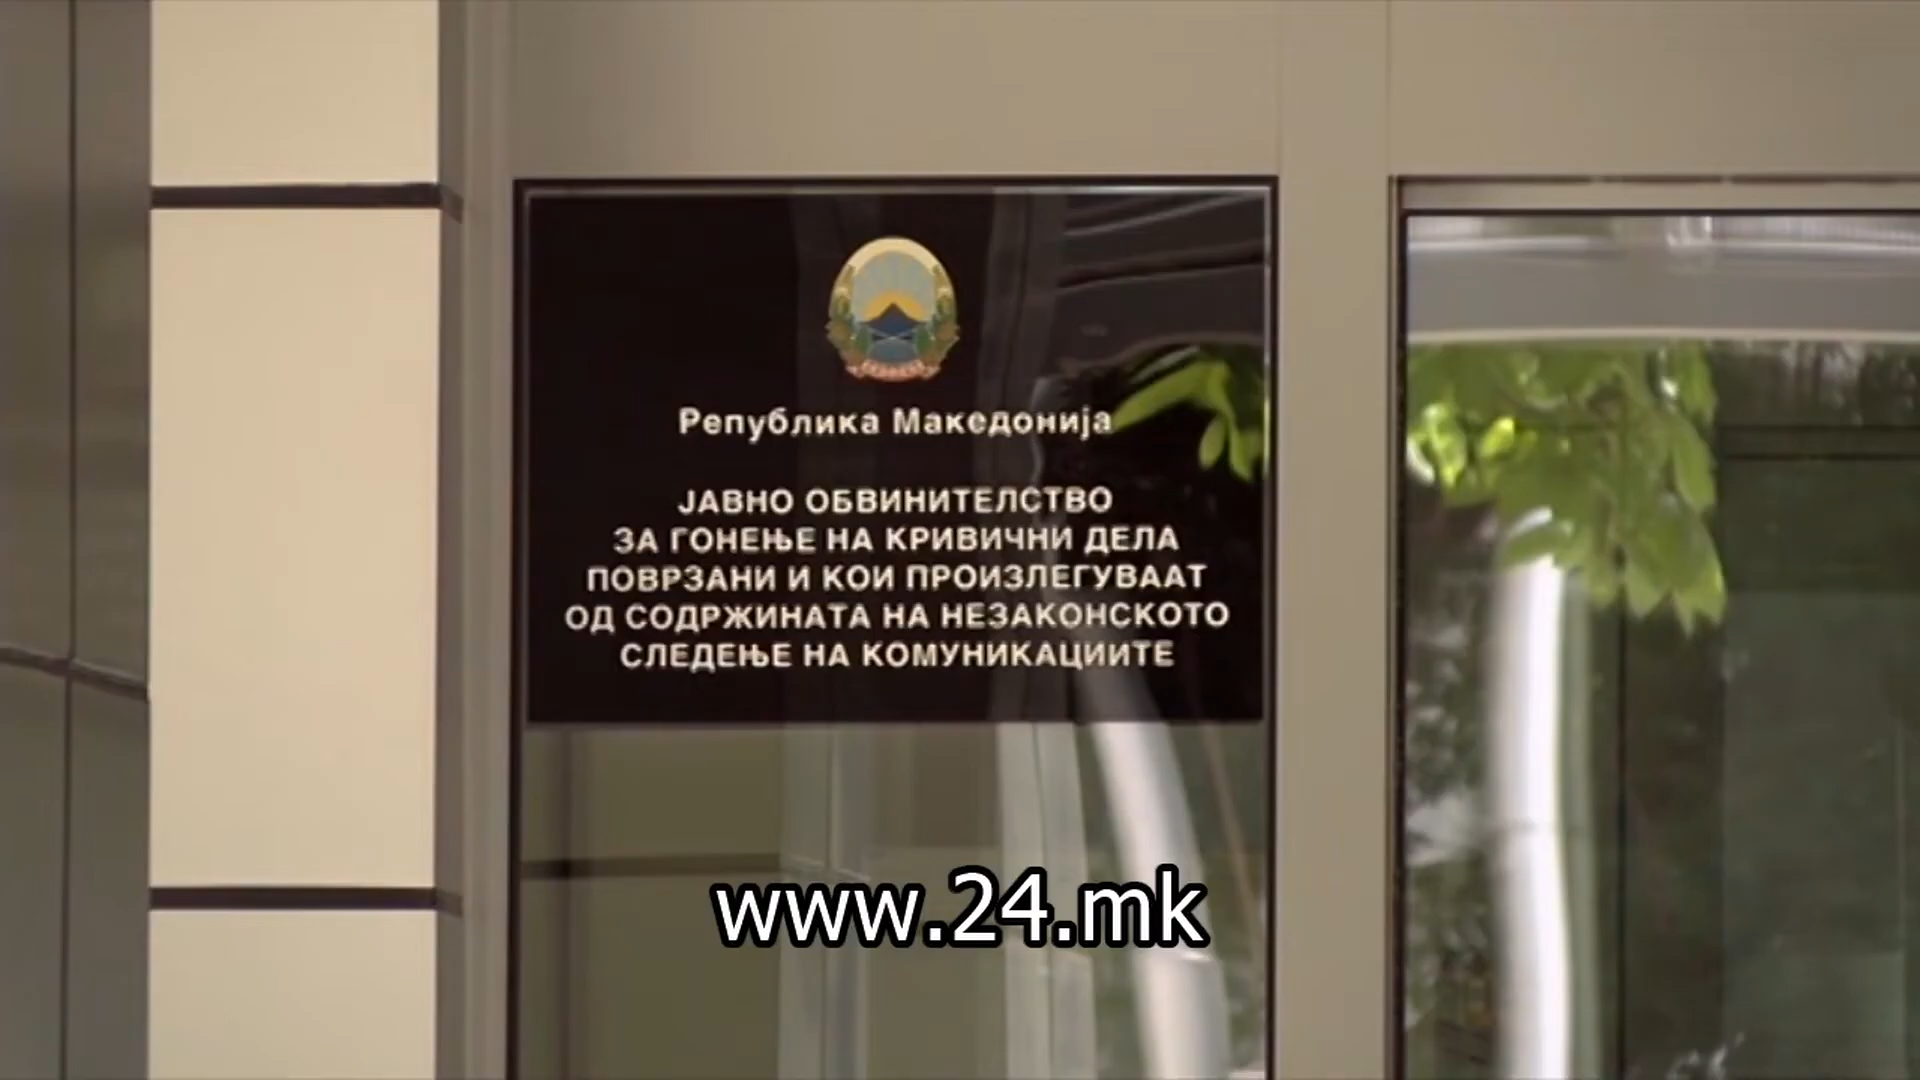 Република Македонија
ЈАВНО ОБВИНИТЕЛСТВО
ЗА ГОНЕЊЕ НА КРИВИЧНИ ДЕЛА
ПОВРЗАНИ И КОИ ПРОИЗЛЕГУВААТ
ОД СОДРЖИНАТА НА НЕЗАКОНСКОТО
СЛЕДЕЊЕ НА КОМУНИКАЦИИТЕ
www.24.mk